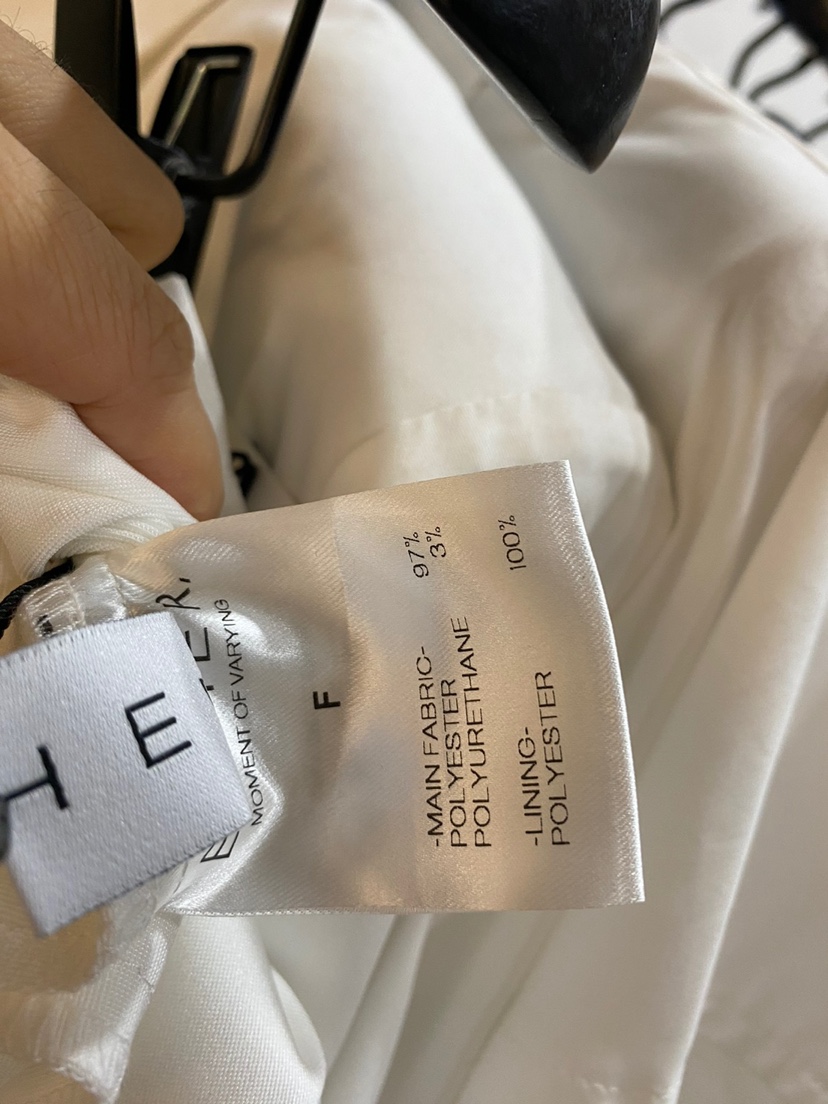 HE
MOMENT OF VARYING
F
-MAIN FABRIC-
POLYESTER 97%
POLYURETHANE 3%
-LINING-
POLYESTER 100%